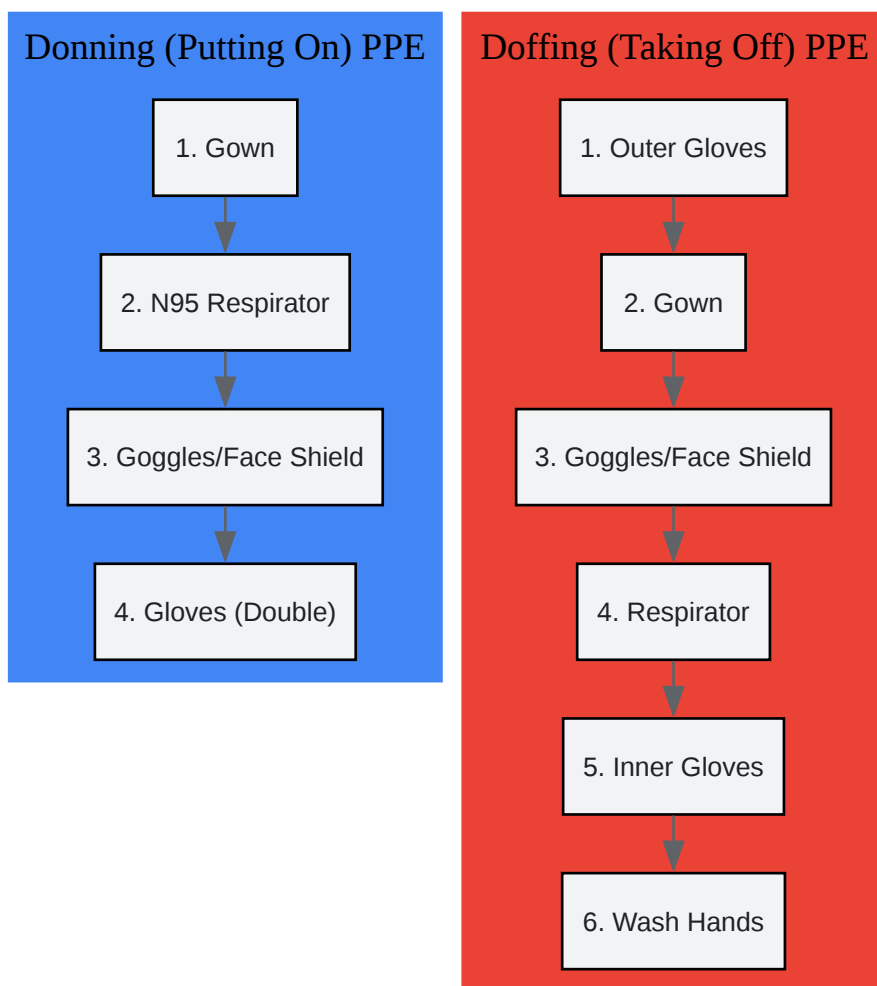 Donning (Putting On) PPE
1. Gown
2. N95 Respirator
3. Goggles/Face Shield
4. Gloves (Double)
Doffing (Taking Off) PPE
1. Outer Gloves
2. Gown
3. Goggles/Face Shield
4. Respirator
5. Inner Gloves
6. Wash Hands